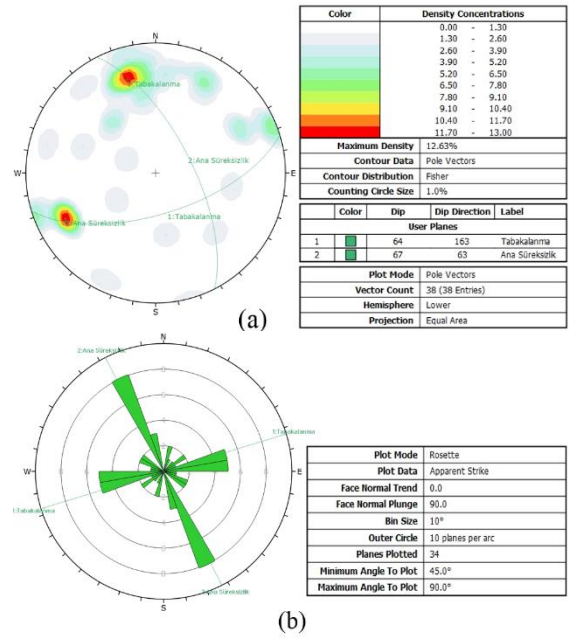 Color Density Concentrations
0.00 - 1.30
1.30 - 2.60
2.60 - 3.90
3.90 - 5.20
5.20 - 6.50
6.50 - 7.80
7.80 - 9.10
9.10 - 10.40
10.40 - 11.70
11.70 - 13.00
Maximum Density 12.63%
Contour Data Pole Vectors
Contour Distribution Fisher
Counting Circle Size 1.0%
Color Dip Dip Direction Label
User Planes
1 64 163 Tabakalanma
2 67 63 Ana Süreksizlik
Plot Mode Pole Vectors
Vector Count 38 (38 Entries)
Hemisphere Lower
Projection Equal Area
N
Tabakalanma
2:Ana Süreksizlik
W
E
Ana Süreksizlik
1:Tabakalanma
S
(a)
N
2:Ana Süreksizlik
1:Tabakalanma
W
E
1:Tabakalanma
S
Plot Mode Rosette
Plot Data Apparent Strike
Face Normal Trend 0.0
Face Normal Plunge 90.0
Bin Size 10°
Outer Circle 10 planes per arc
Planes Plotted 34
Minimum Angle To Plot 45.0°
Maximum Angle To Plot 90.0°
(b)